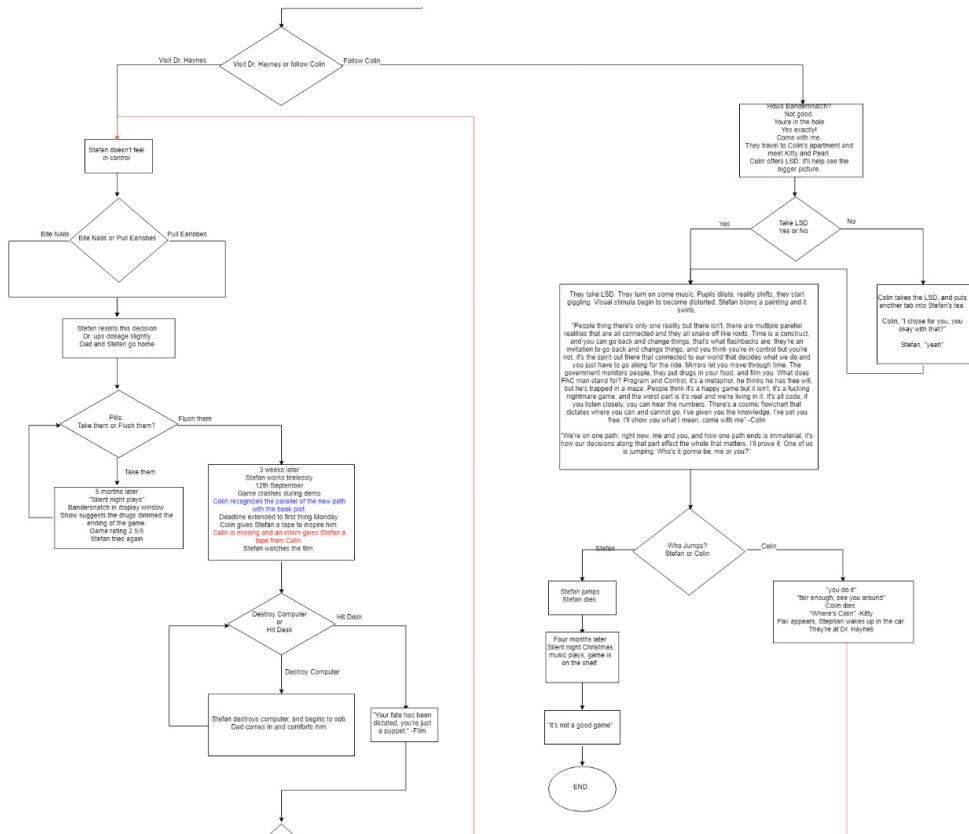 Visit Dr. Haynes
Visit Dr. Haynes or follow Colin
Follow Colin
Hows Bandersnatch?
Not good.
Youre in the hole
Yes exactly!
Come with me.
They travel to Colin's apartment and
meet Kitty and Pearl.
Colin offers LSD: it'll help see the
bigger picture.
Stefan doesn't feel
in control
Bite Nails
Bite Nails or Pull Earlobes
Pull Earlobes
Yes
Take LSD
Yes or No
No
Colin takes the LSD, and puts
another tab into Stefan's tea.
Colin, "I chose for you, you
okay with that?"
Stefan, "yeah"
They take LSD. They turn on some music. Pupils dilate, reality shifts, they start
giggling. Visual stimula begin to become distorted, Stefan blows a painting and it
swirls.
"People thing there's only one reality but there isn't, there are multiple parellel
realities that are all connected and they all snake off like roots. Time is a construct,
and you can go back and change things, that's what flashbacks are; they're an
invitation to go back and change things, and you think you're in control but you're
not, it's the spirit out there that connected to our world that decides what we do and
you just have to go along for the ride. Mirrors let you move through time. The
government monitors people, they put drugs in your food, and film you. What does
PAC man stand for? Program and Control, it's a metaphor, he thinks he has free will,
but he's trapped in a maze. People think it's a happy game but it isn't, it's a fucking
nightmare game, and the worst part is it's real and we're living in it. It's all code, if
you listen closely, you can hear the numbers. There's a cosmic flowchart that
dictates where you can and cannot go. I've given you the knowledge, I've set you
free. I'll show you what I mean, come with me" -Colin
"We're on one path, right now, me and you, and how one path ends is immaterial, it's
how our decisions along that part effect the whole that matters. I'll prove it. One of us
is jumping. Who's it gonna be, me or you?"
Stefan resists this decision
Dr. ups dosage slightly
Dad and Stefan go home
Pills:
Take them or Flush them?
Flush them
Take them
5 months later
"Silent night plays"
Bandersnatch in display window.
Show suggests the drugs dimmed the
ending of the game.
Game rating 2.5/5
Stefan tries again
3 weeks later
Stefan works tirelessly
12th September
Game crashes during demo
Colin recognizes the parallel of the new path
with the book plot.
Deadline extended to first thing Monday.
Colin gives Stefan a tape to inspire him.
Colin is missing and an intern gives Stefan a
tape from Colin.
Stefan watches the film.
Destroy Computer
or
Hit Desk
Hit Desk
Destroy Computer
Stefan destroys computer, and begins to sob.
Dad comes in and comforts him.
"Your fate has been
dictated, you're just
a puppet." -Film
Stefan
Who Jumps?
Stefan or Colin
Colin
Stefan jumps
Stefan dies.
Four months later
Silent night Christmas
music plays, game is
on the shelf.
"it's not a good game"
END
"you do it"
"fair enough, see you around"
Colin dies.
"Where's Colin" -Kitty
Pax appears, Stephan wakes up in the car.
They're at Dr. Haynes